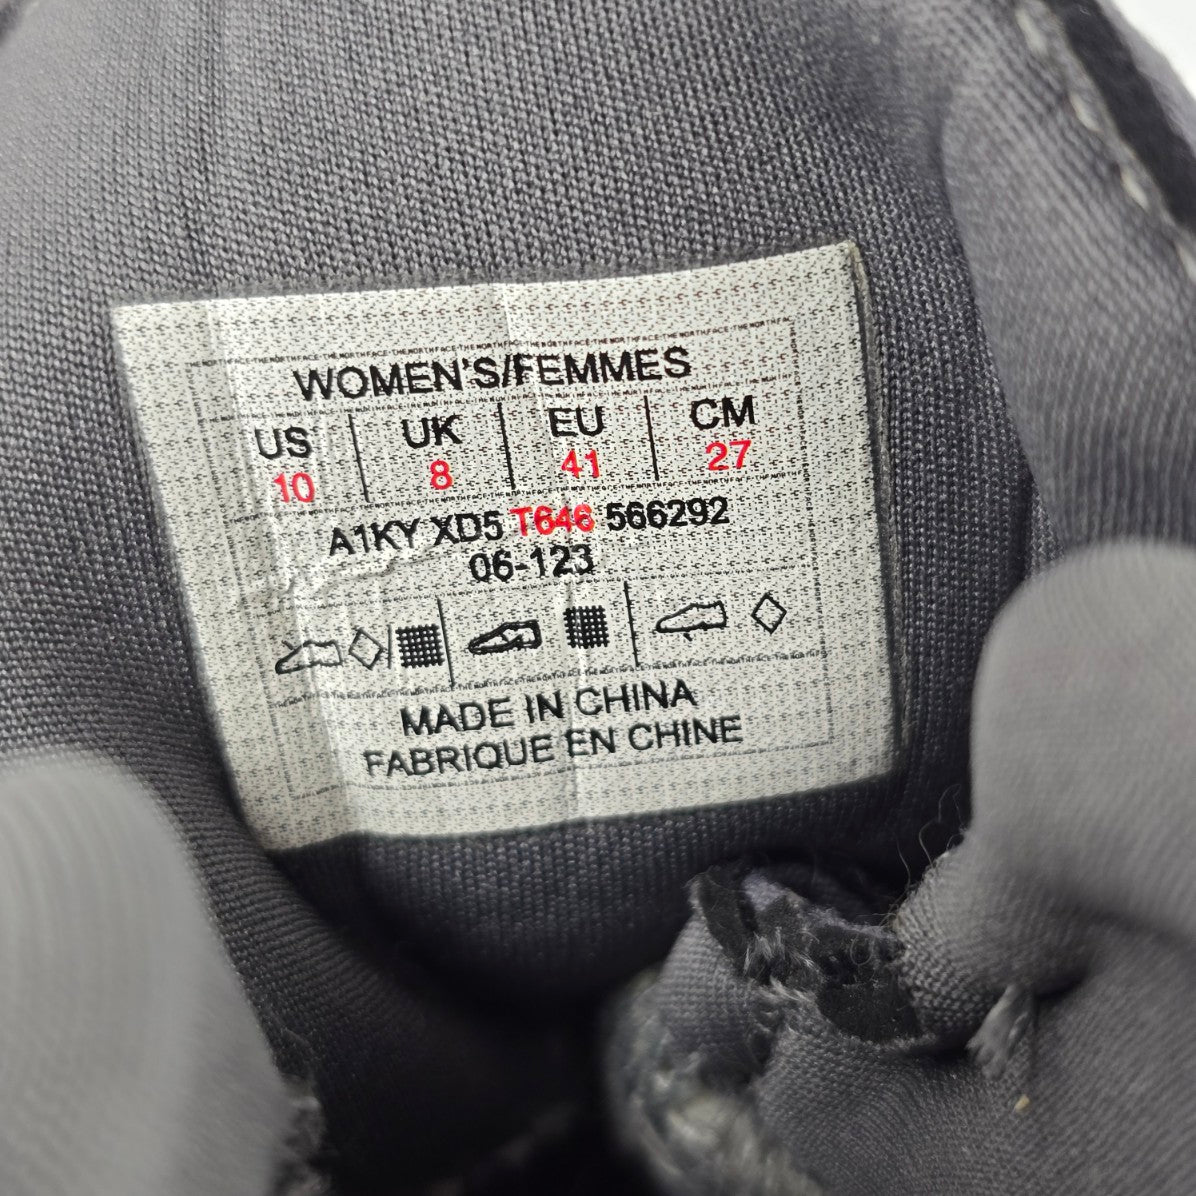 WOMEN'S/FEMMES
US | UK | EU | CM
10 | 8 | 41 | 27
A1KY XD5 T646 566292
06-123
MADE IN CHINA
FABRIQUE EN CHINE